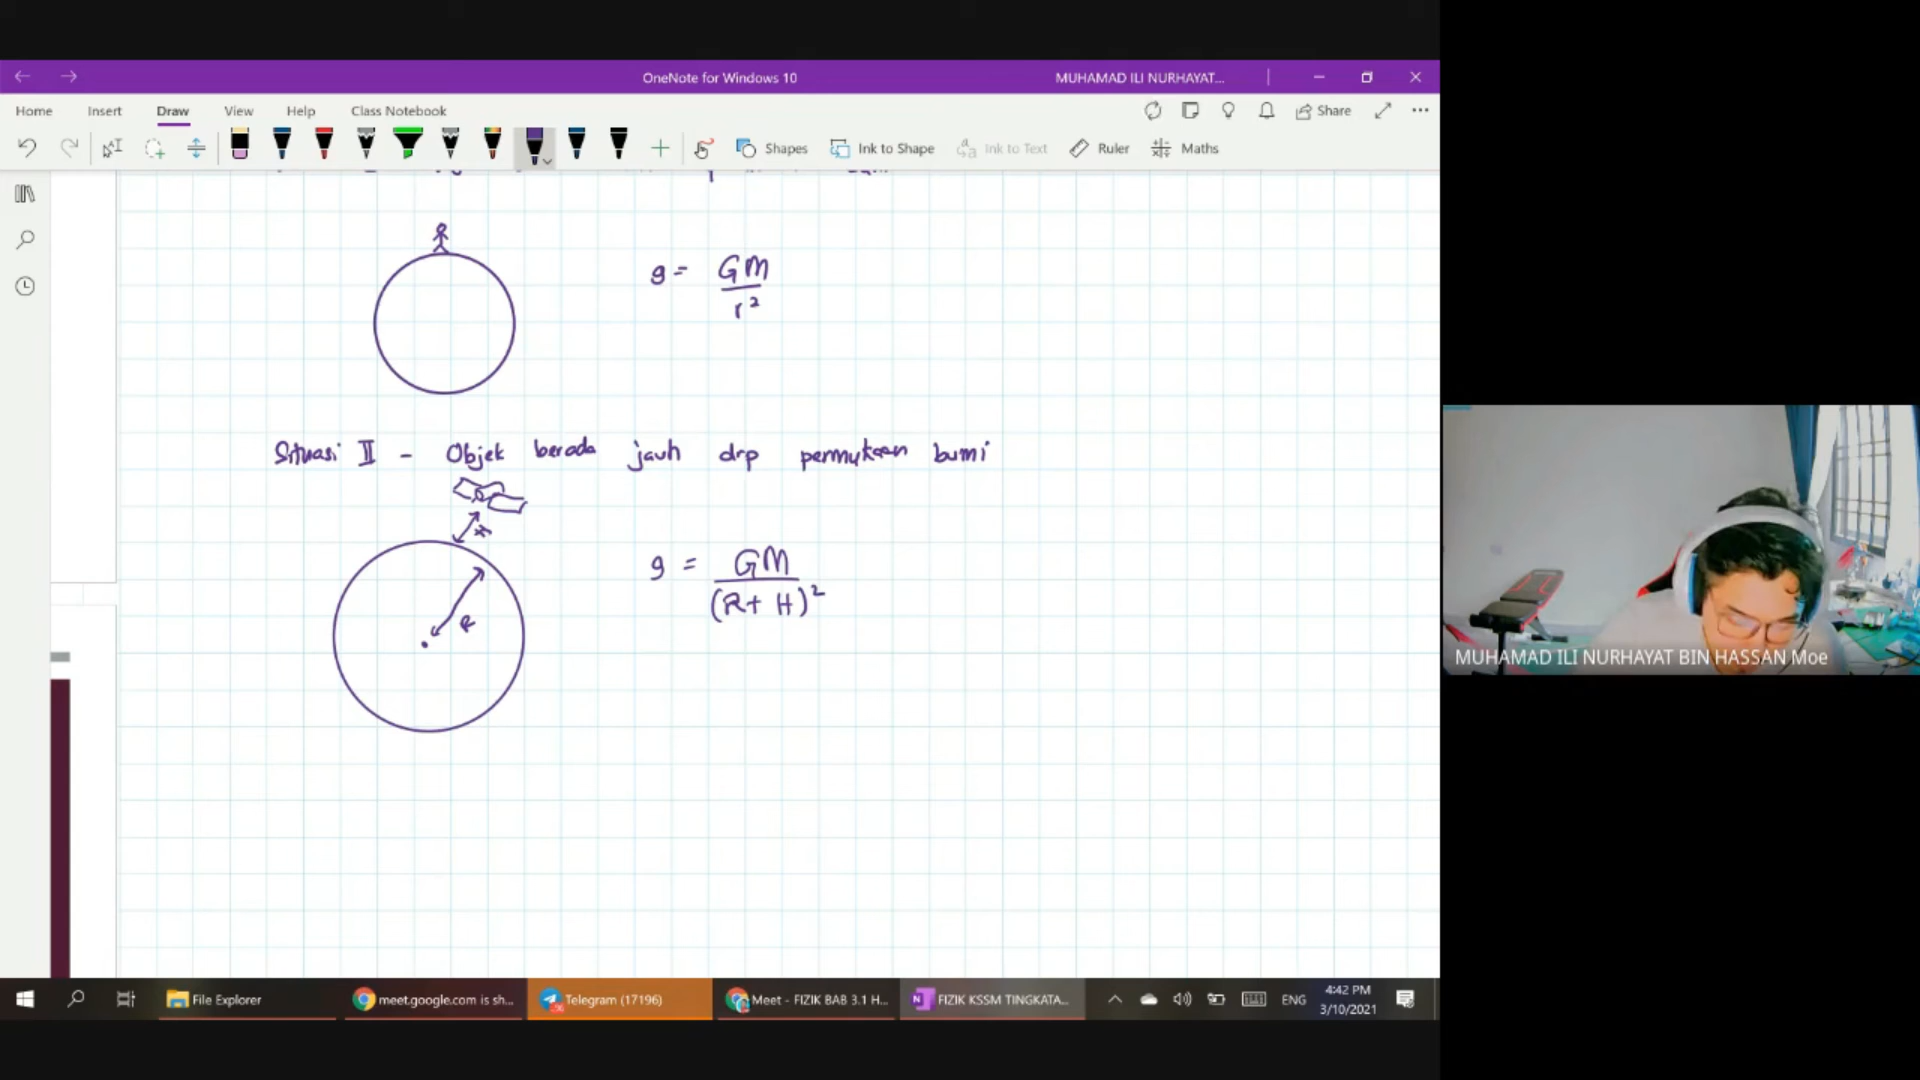 OneNote for Windows 10
MUHAMAD ILI NURHAYAT...
Home Insert Draw View Help Class Notebook
Share
Shapes Ink to Shape Ink to Text Ruler Maths
g = GM
r²
Situasi II - Objek berada jauh drp permukaan bumi
H
g = GM
(R + H)²
R
MUHAMAD ILI NURHAYAT BIN HASSAN Moe
File Explorer
meet.google.com is sh...
Telegram (17196)
Meet - FIZIK BAB 3.1 H...
FIZIK KSSM TINGKATA...
ENG
4:42 PM
3/10/2021